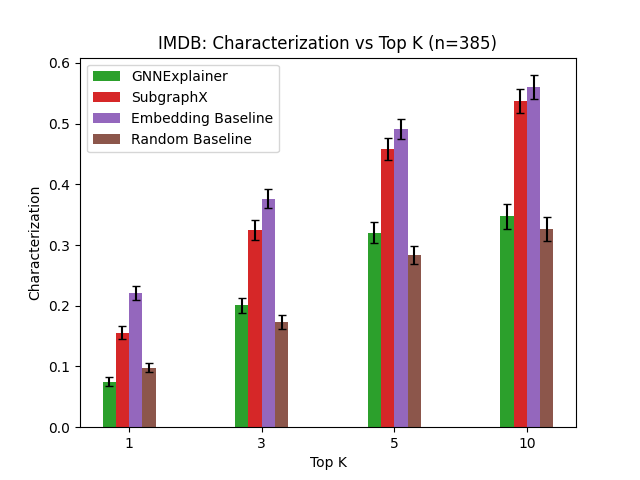 IMDB: Characterization vs Top K (n=385)
GNNExplainer
SubgraphX
Embedding Baseline
Random Baseline
Characterization
0.6
0.5
0.4
0.3
0.2
0.1
0.0
1 3 5 10
Top K